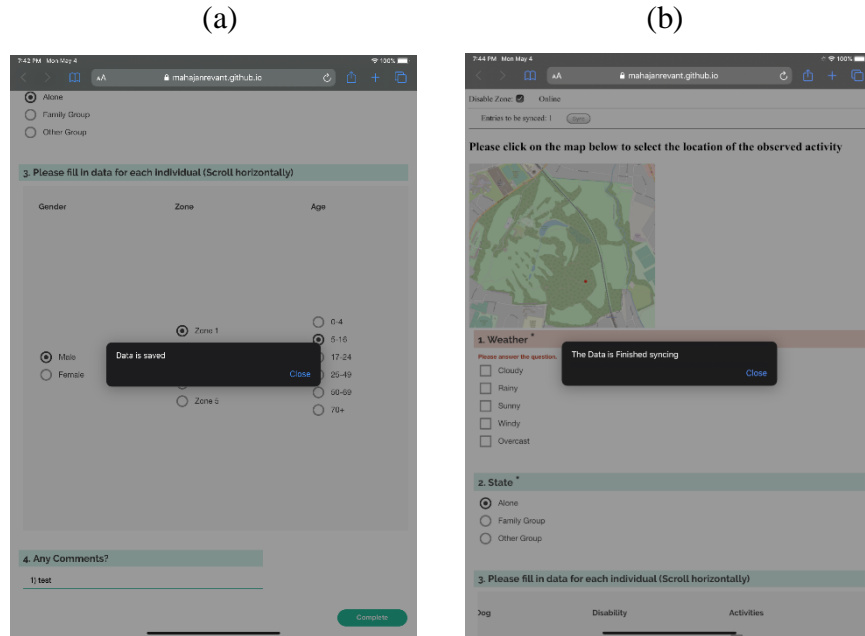 (a)
(b)
7:42 PM Mon May 4
100%
AA
mahajanrevant.github.io
Alone
Family Group
Other Group
3. Please fill in data for each individual (Scroll horizontally)
Gender
Zone
Age
Zone 1
Zone 5
Male
Female
0-4
5-16
17-24
25-49
50-69
70+
Data is saved
Close
4. Any Comments?
1) test
Complete
7:44 PM Mon May 4
100%
AA
mahajanrevant.github.io
Disable Zone: Online
Entries to be synced: 1 Sync
Please click on the map below to select the location of the observed activity
1. Weather *
Please answer the question.
Cloudy
Rainy
Sunny
Windy
Overcast
The Data is Finished syncing
Close
2. State *
Alone
Family Group
Other Group
3. Please fill in data for each individual (Scroll horizontally)
Dog
Disability
Activities